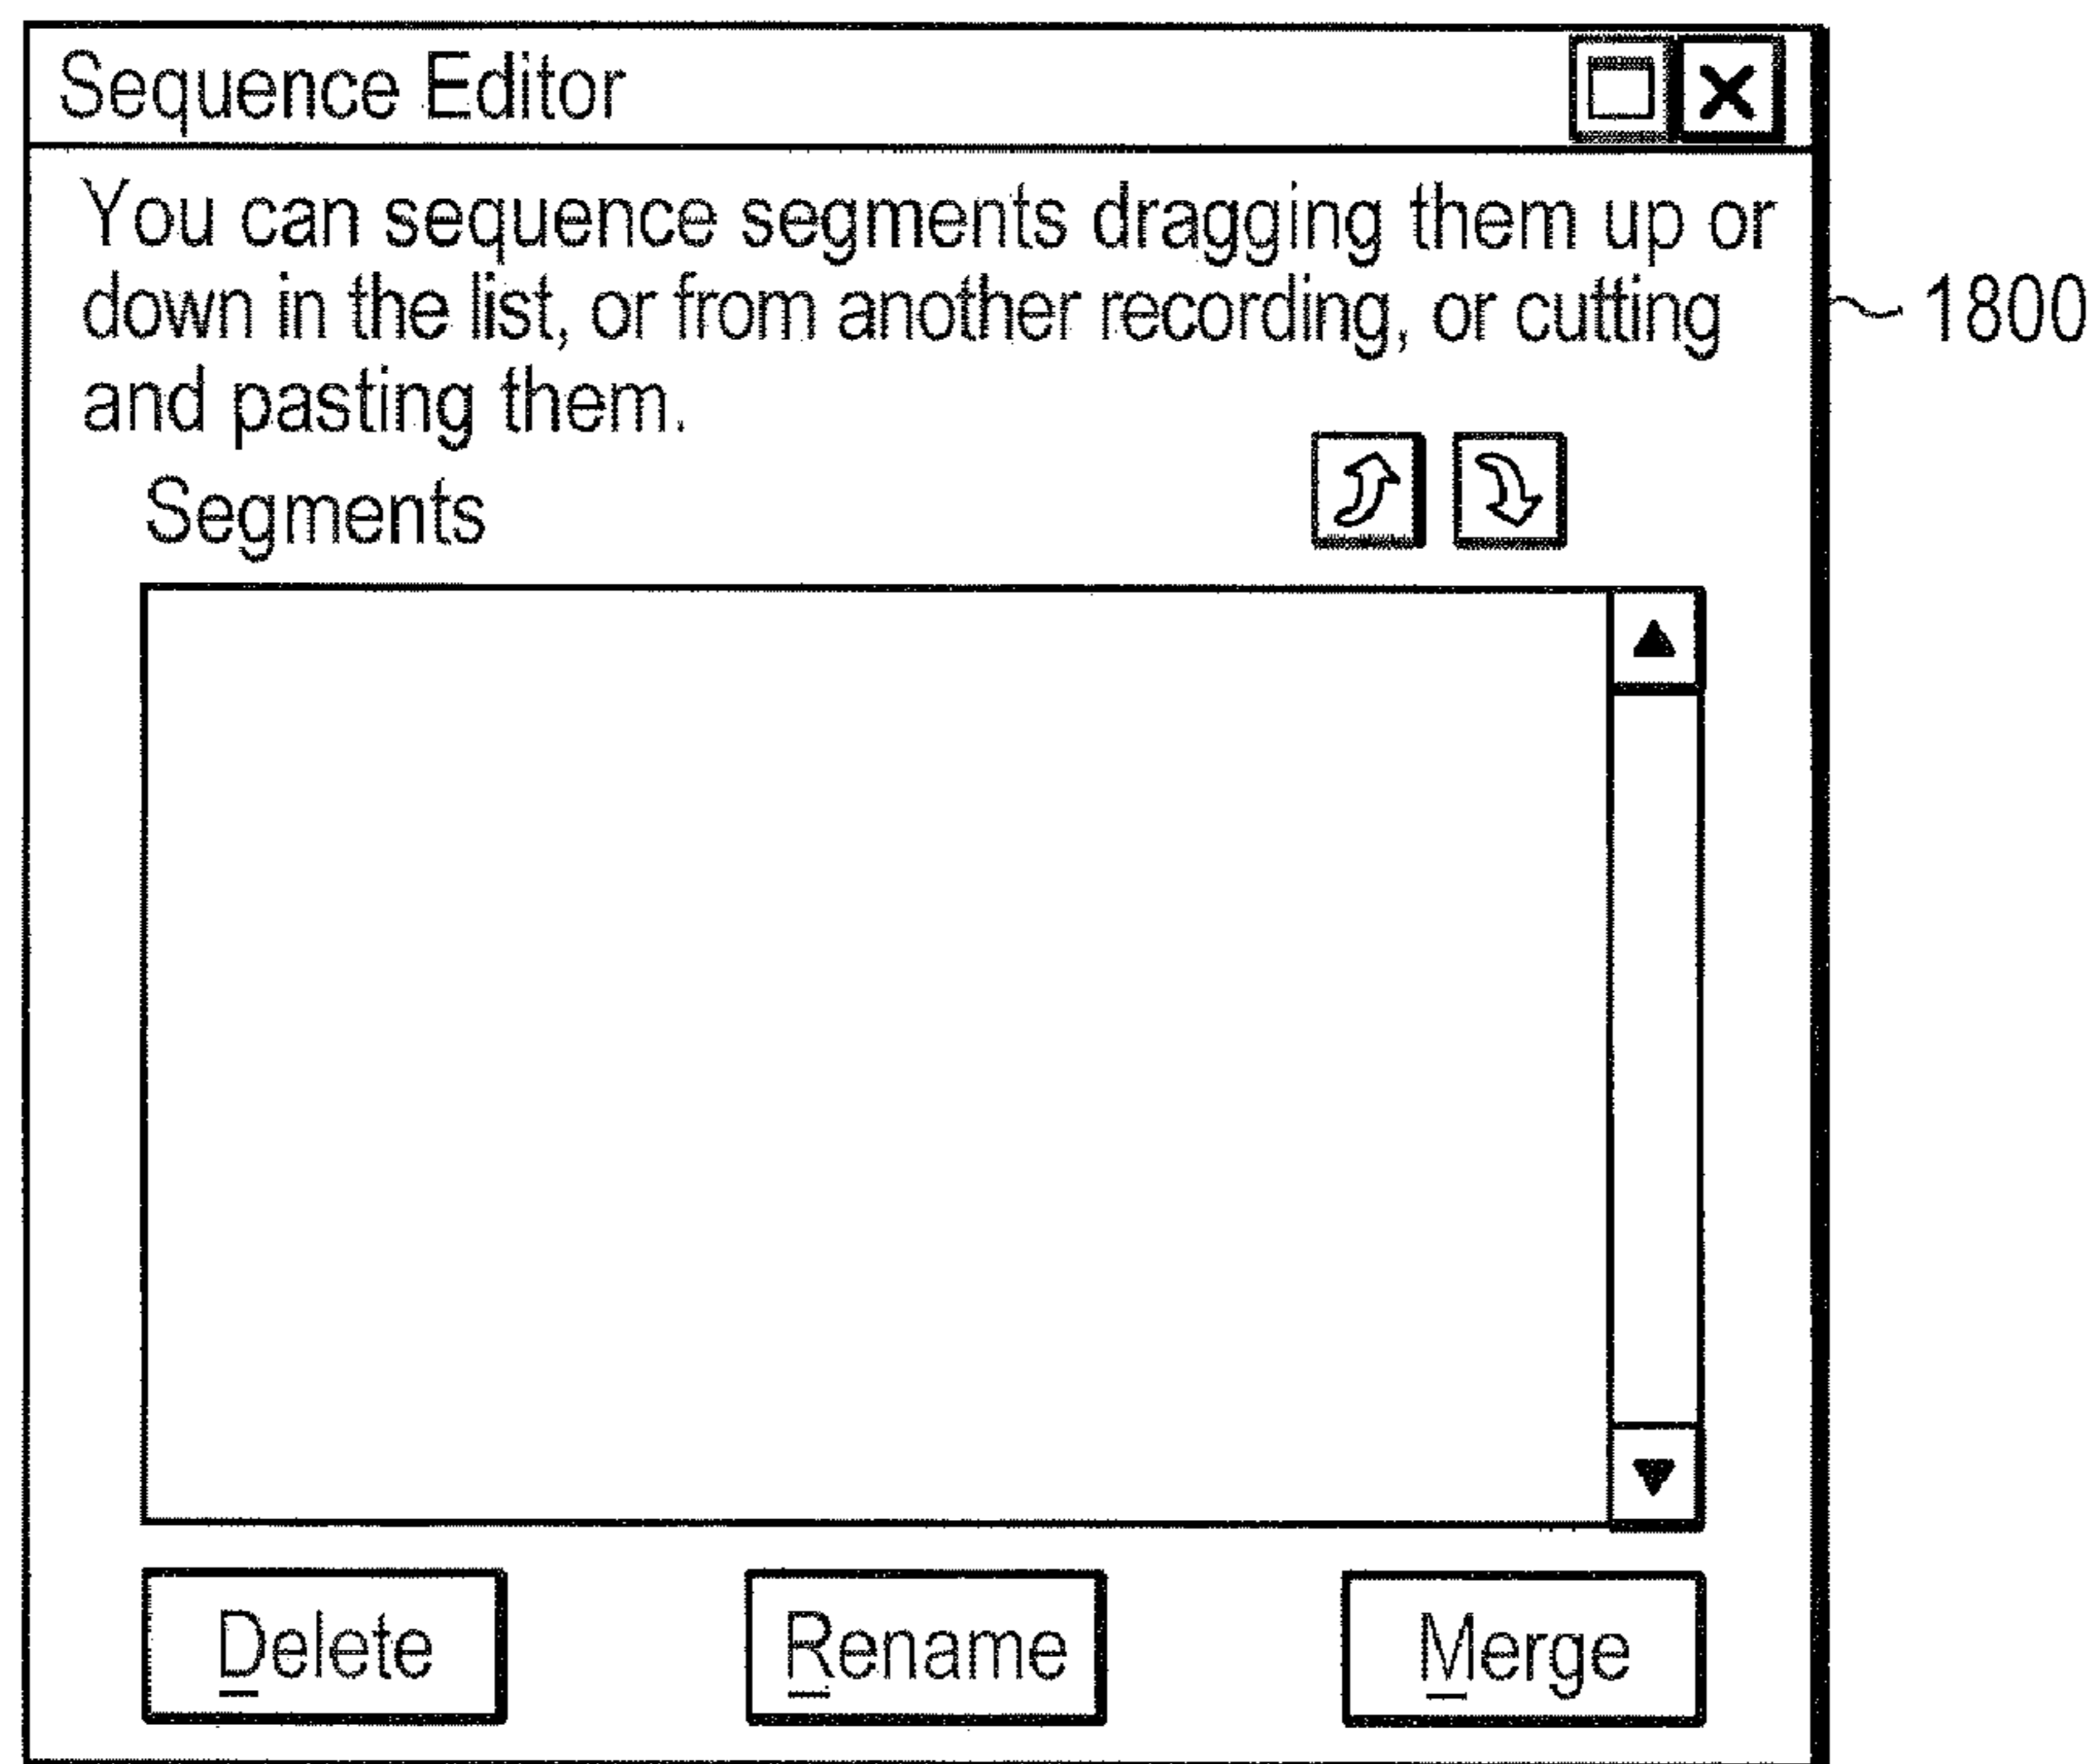 Sequence Editor
You can sequence segments dragging them up or
down in the list, or from another recording, or cutting
and pasting them.
1800
Segments
Delete
Rename
Merge